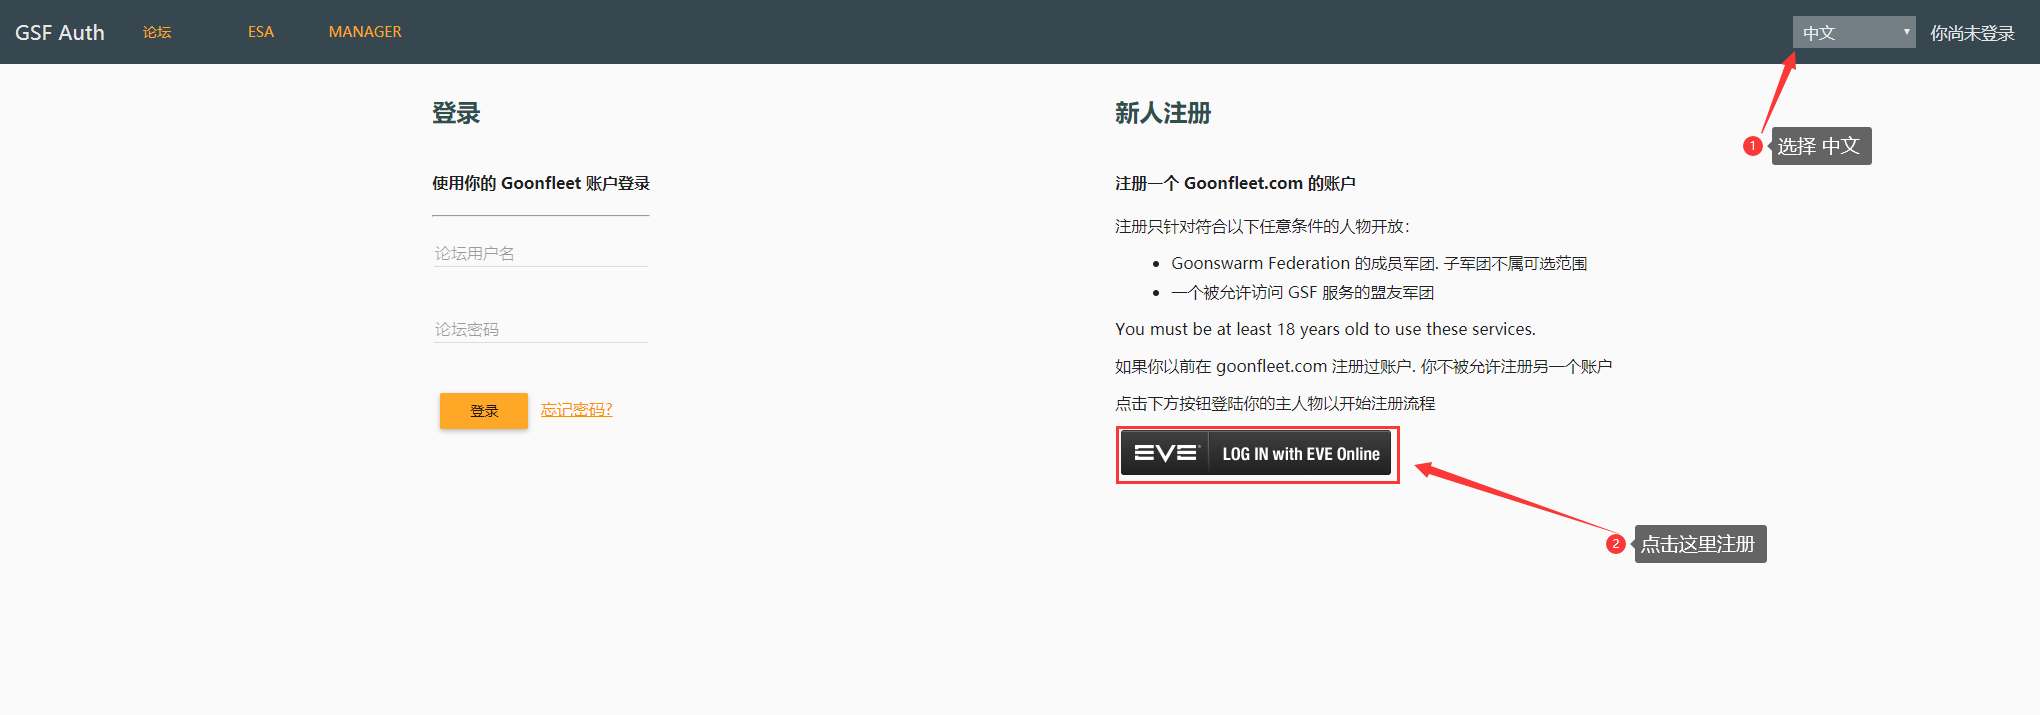 GSF Auth 论坛 ESA MANAGER 中文 你尚未登录
1 选择 中文
登录
使用你的 Goonfleet 账户登录
论坛用户名
论坛密码
登录 忘记密码?
新人注册
注册一个 Goonfleet.com 的账户
注册只针对符合以下任意条件的人物开放:
• Goonswarm Federation 的成员军团. 子军团不属可选范围
• 一个被允许访问 GSF 服务的盟友军团
You must be at least 18 years old to use these services.
如果你以前在 goonfleet.com 注册过账户. 你不被允许注册另一个账户
点击下方按钮登陆你的主人物以开始注册流程
EVE LOG IN with EVE Online
2 点击这里注册